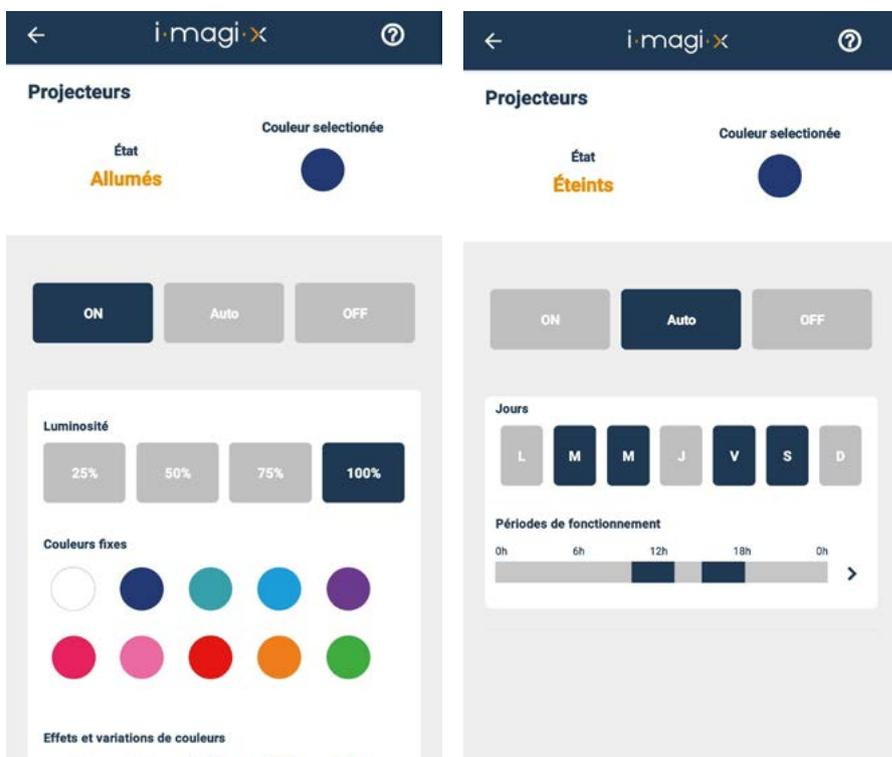 i·magi·x
Projecteurs
Couleur selectionée
État
Allumés
ON Auto OFF
Luminosité
25% 50% 75% 100%
Couleurs fixes
Effets et variations de couleurs
i·magi·x
Projecteurs
Couleur selectionée
État
Éteints
ON Auto OFF
Jours
L M M J V S D
Périodes de fonctionnement
0h 6h 12h 18h 0h